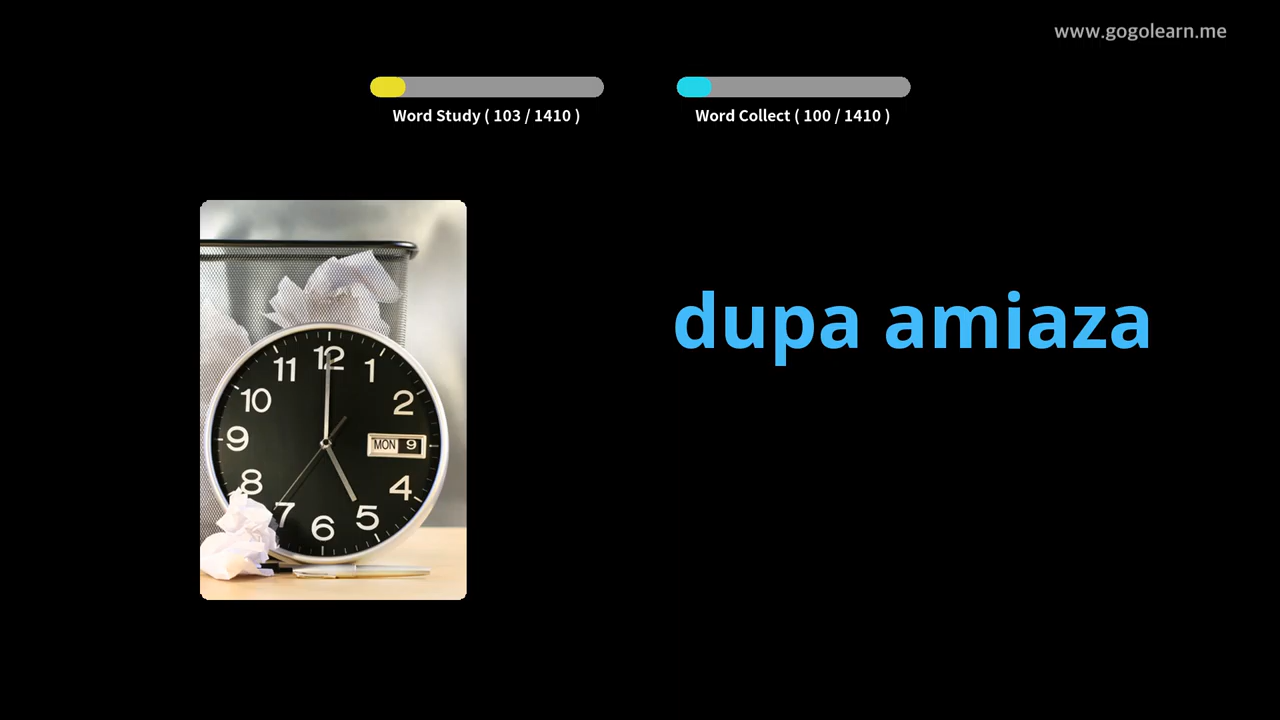 www.gogolearn.me
Word Study ( 103 / 1410 )
Word Collect ( 100 / 1410 )
dupa amiaza
12
11 1
10 2
9 MON 9
8 4
7 5
6